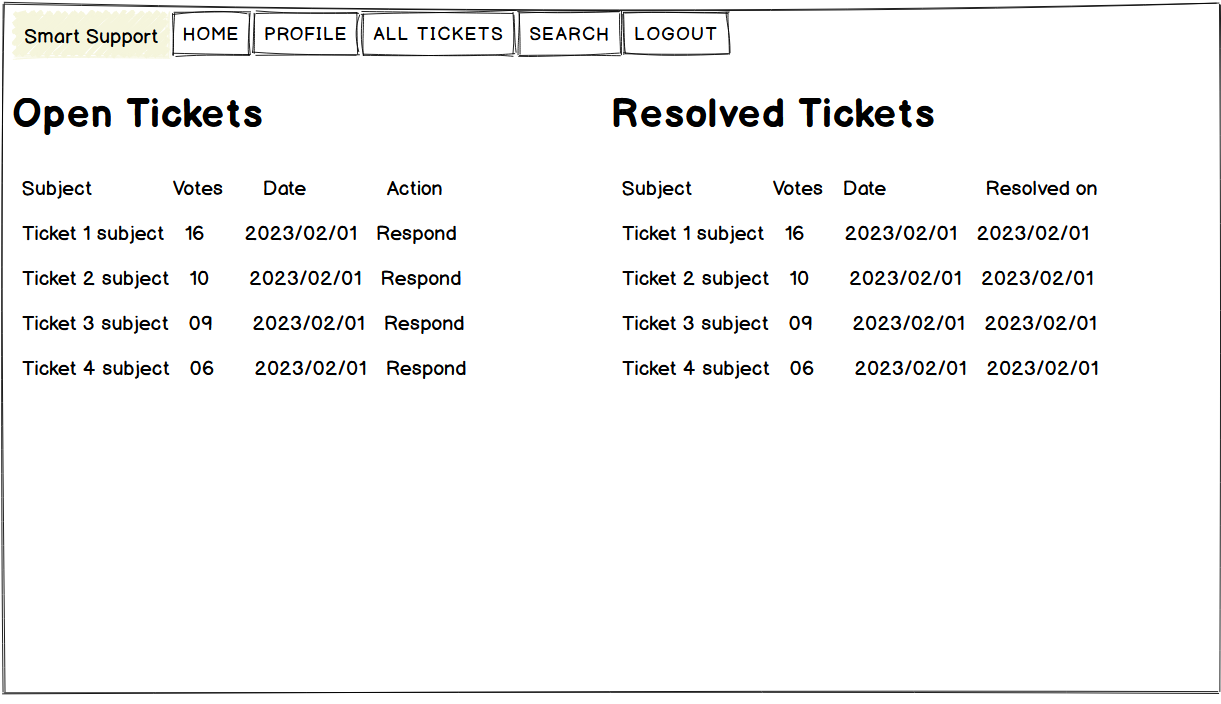 Smart Support HOME PROFILE ALL TICKETS SEARCH LOGOUT
Open Tickets
Subject Votes Date Action
Ticket 1 subject 16 2023/02/01 Respond
Ticket 2 subject 10 2023/02/01 Respond
Ticket 3 subject 09 2023/02/01 Respond
Ticket 4 subject 06 2023/02/01 Respond
Resolved Tickets
Subject Votes Date Resolved on
Ticket 1 subject 16 2023/02/01 2023/02/01
Ticket 2 subject 10 2023/02/01 2023/02/01
Ticket 3 subject 09 2023/02/01 2023/02/01
Ticket 4 subject 06 2023/02/01 2023/02/01